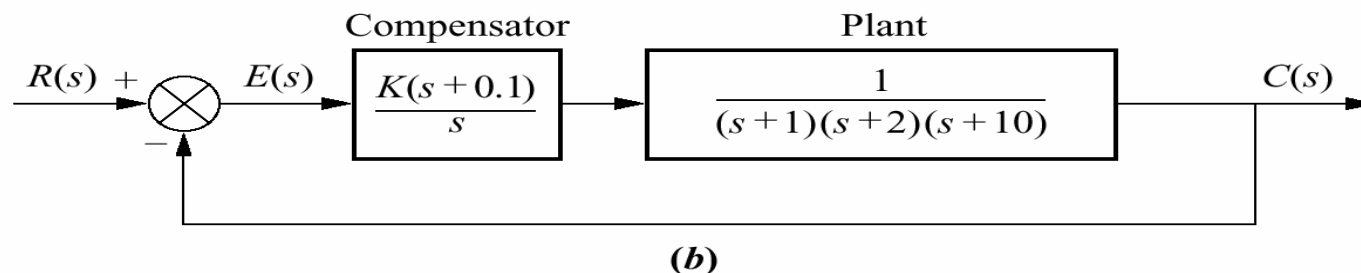 Compensator Plant
R(s) + E(s) K(s + 0.1) 1 C(s)
s (s + 1)(s + 2)(s + 10)
−
(b)